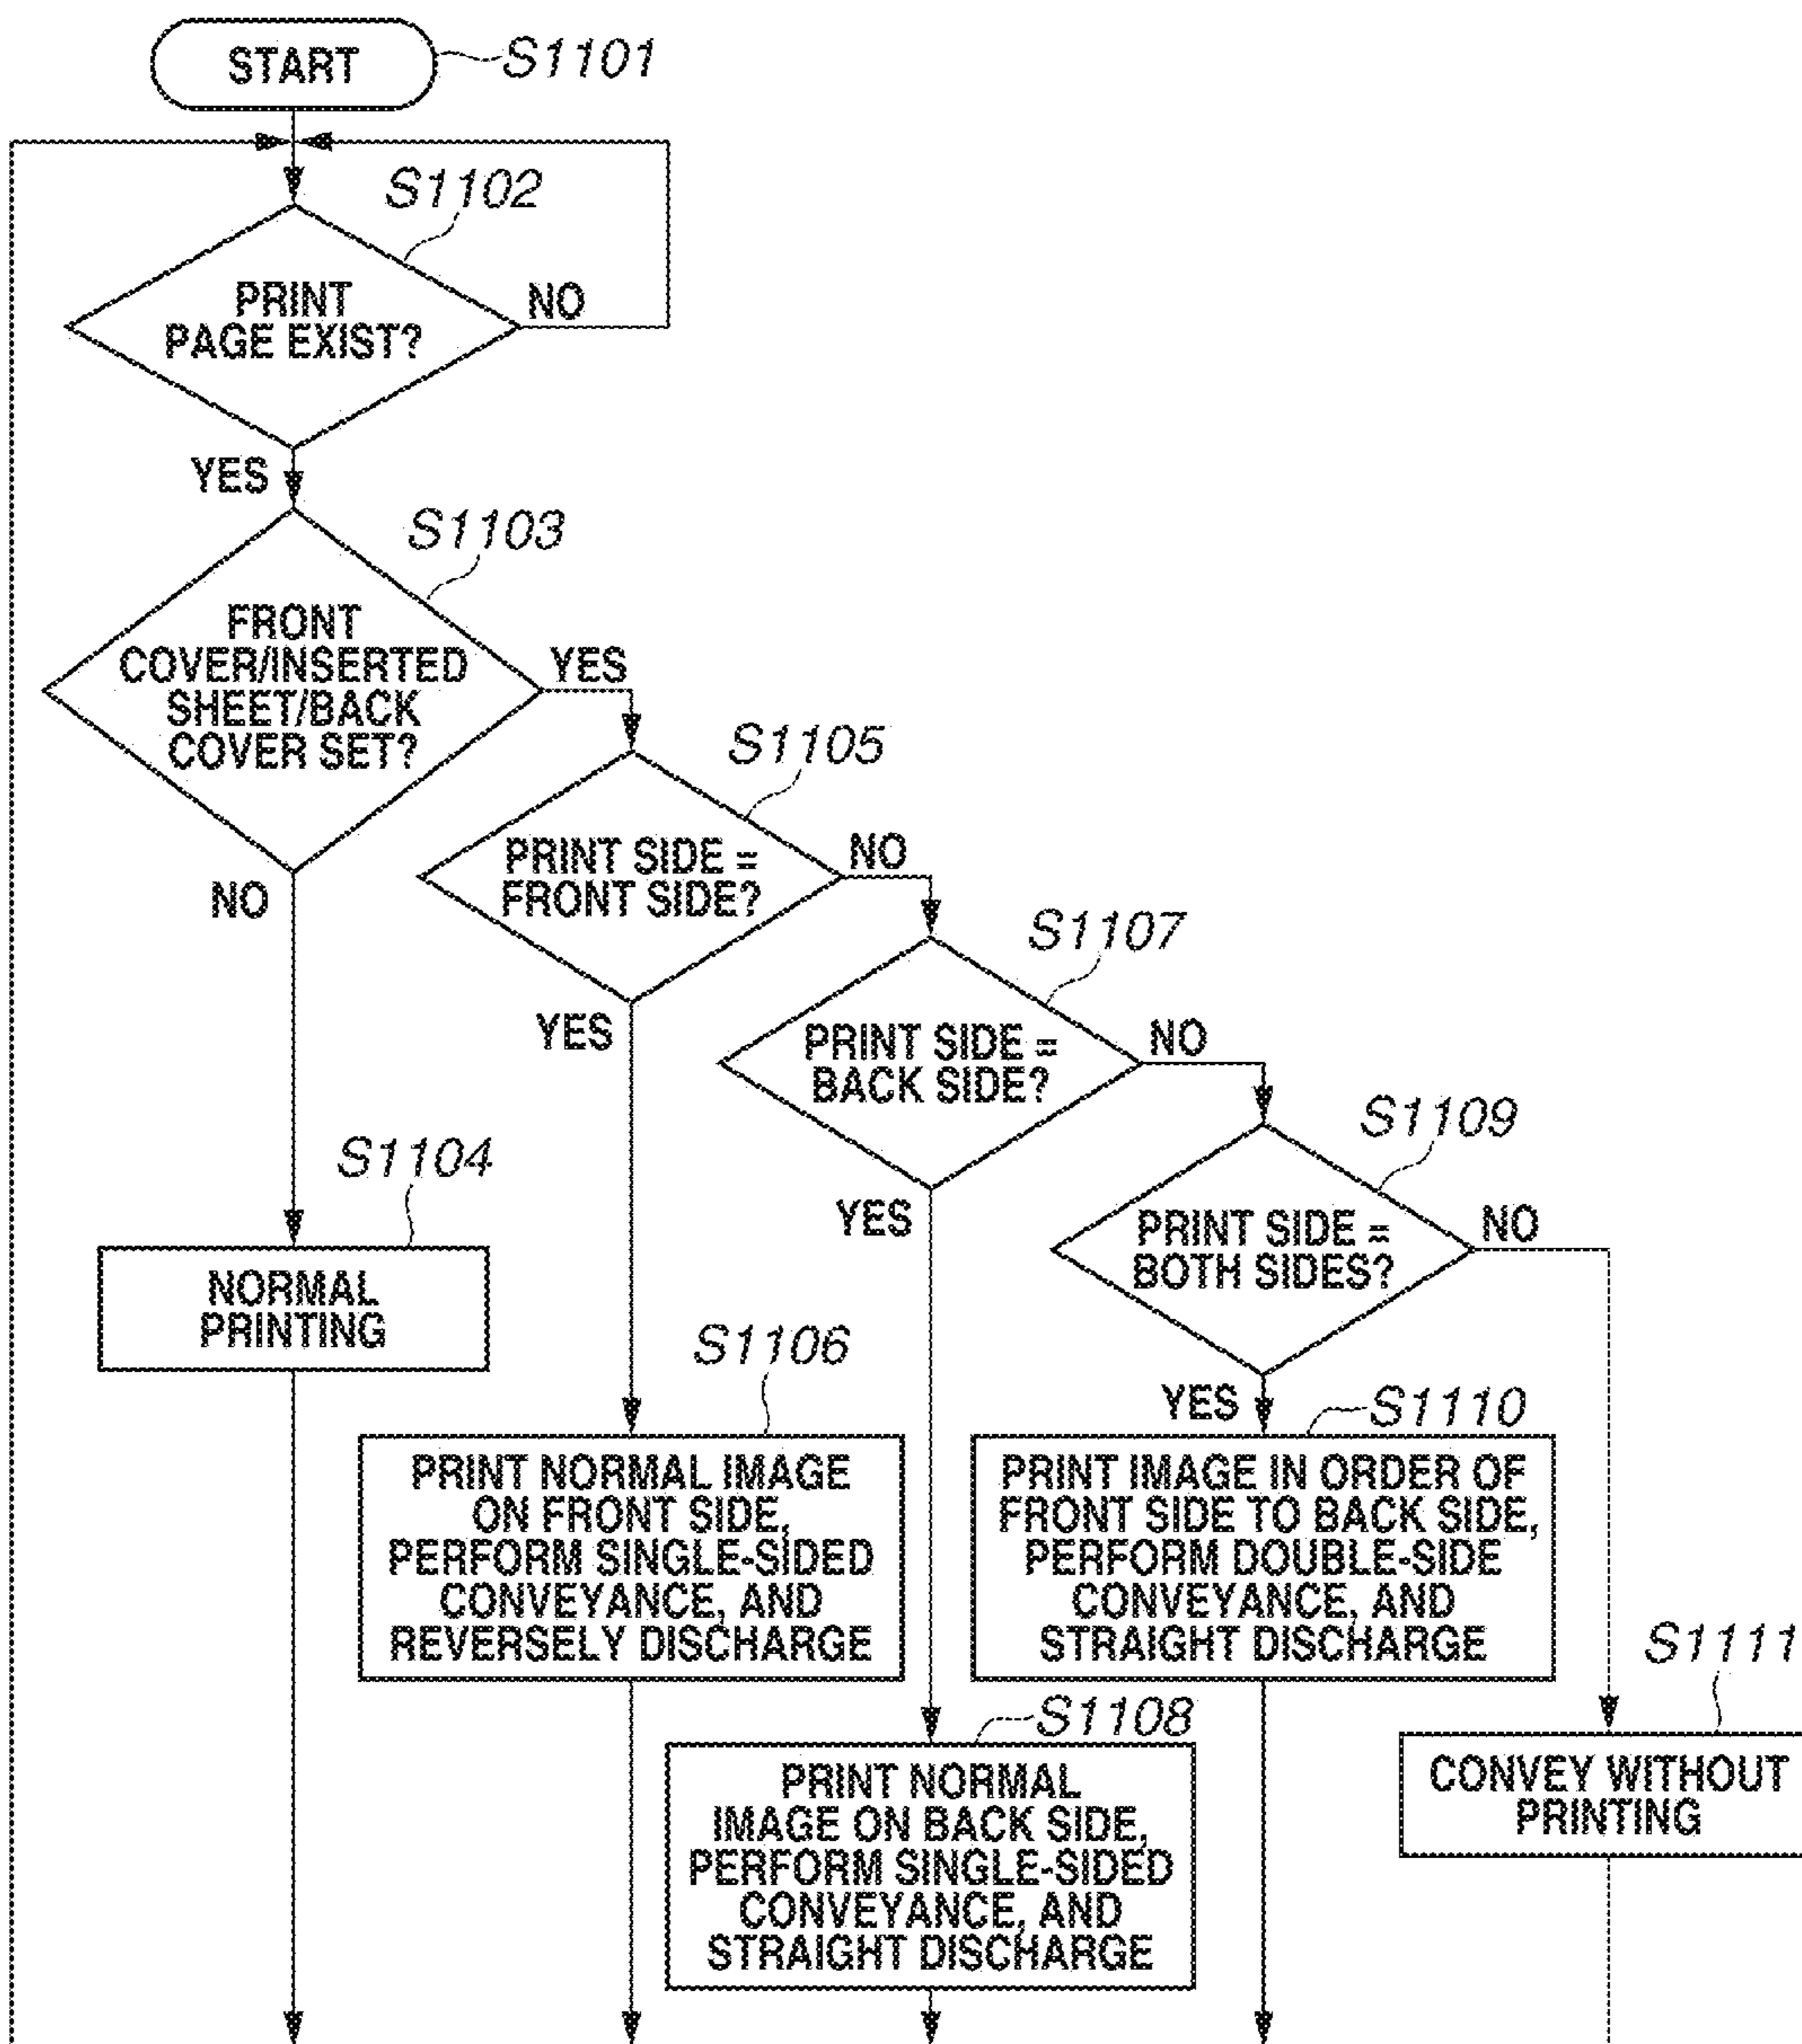 START
S1101
S1102
PRINT
PAGE EXIST?
NO
YES
S1103
FRONT
COVER/INSERTED
SHEET/BACK
COVER SET?
YES
NO
S1105
PRINT SIDE =
FRONT SIDE?
NO
YES
S1107
PRINT SIDE =
BACK SIDE?
NO
YES
S1109
PRINT SIDE =
BOTH SIDES?
NO
YES
S1104
NORMAL
PRINTING
S1106
PRINT NORMAL IMAGE
ON FRONT SIDE,
PERFORM SINGLE-SIDED
CONVEYANCE, AND
REVERSELY DISCHARGE
S1110
PRINT IMAGE IN ORDER OF
FRONT SIDE TO BACK SIDE,
PERFORM DOUBLE-SIDE
CONVEYANCE, AND
STRAIGHT DISCHARGE
S1108
PRINT NORMAL
IMAGE ON BACK SIDE,
PERFORM SINGLE-SIDED
CONVEYANCE, AND
STRAIGHT DISCHARGE
S1111
CONVEY WITHOUT
PRINTING